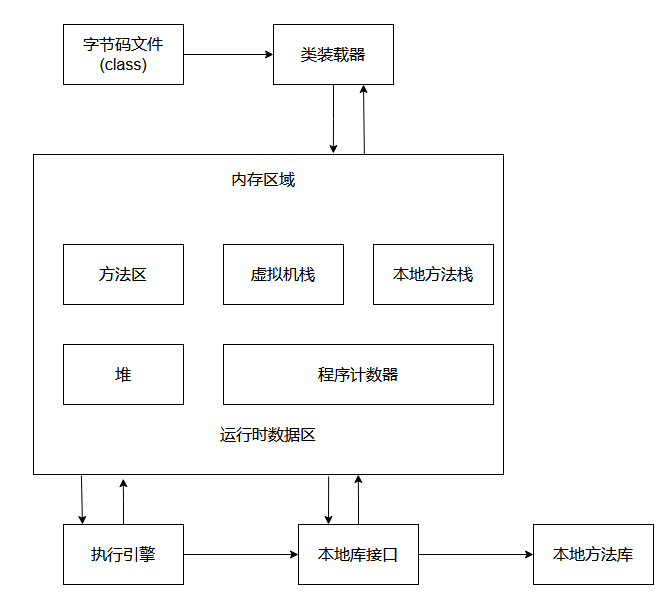 字节码文件
(class)
类装载器
内存区域
方法区
虚拟机栈
本地方法栈
堆
程序计数器
运行时数据区
执行引擎
本地库接口
本地方法库